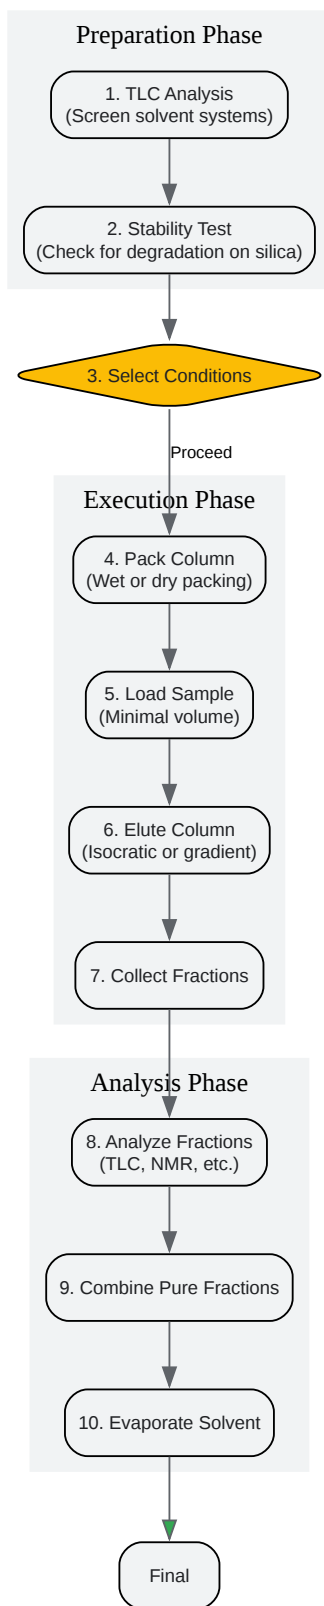 Preparation Phase
1. TLC Analysis
(Screen solvent systems)
2. Stability Test
(Check for degradation on silica)
3. Select Conditions
Proceed
Execution Phase
4. Pack Column
(Wet or dry packing)
5. Load Sample
(Minimal volume)
6. Elute Column
(Isocratic or gradient)
7. Collect Fractions
Analysis Phase
8. Analyze Fractions
(TLC, NMR, etc.)
9. Combine Pure Fractions
10. Evaporate Solvent
Final